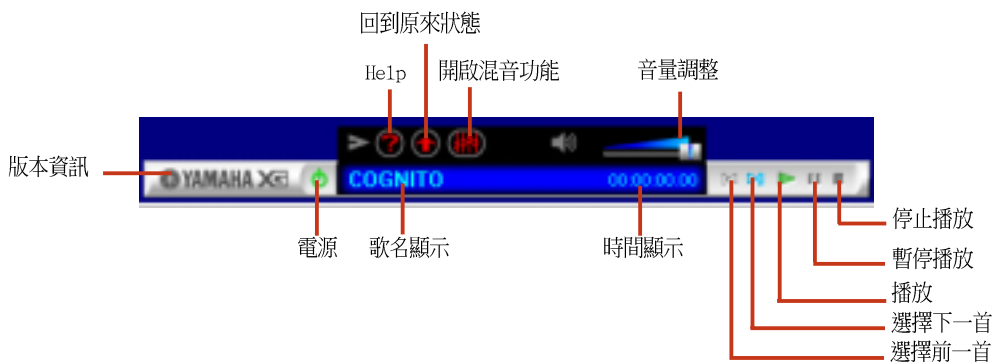 回到原來狀態
Help
開啟混音功能
音量調整
版本資訊
YAMAHA XG
COGNITO
00:00:00.00
電源
歌名顯示
時間顯示
停止播放
暫停播放
播放
選擇下一首
選擇前一首